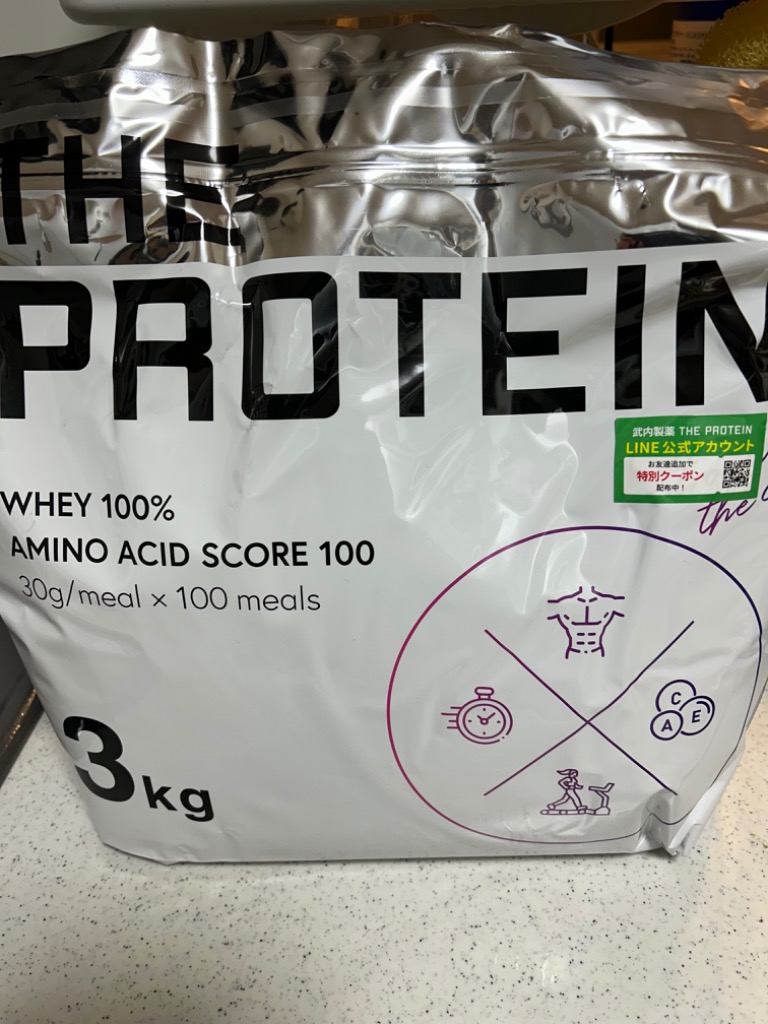 THE
PROTEIN
武内製薬 THE PROTEIN
LINE公式アカウント
お友達追加で
特別クーポン
配布中！
the
WHEY 100%
AMINO ACID SCORE 100
30g/meal × 100 meals
C
A
E
3kg